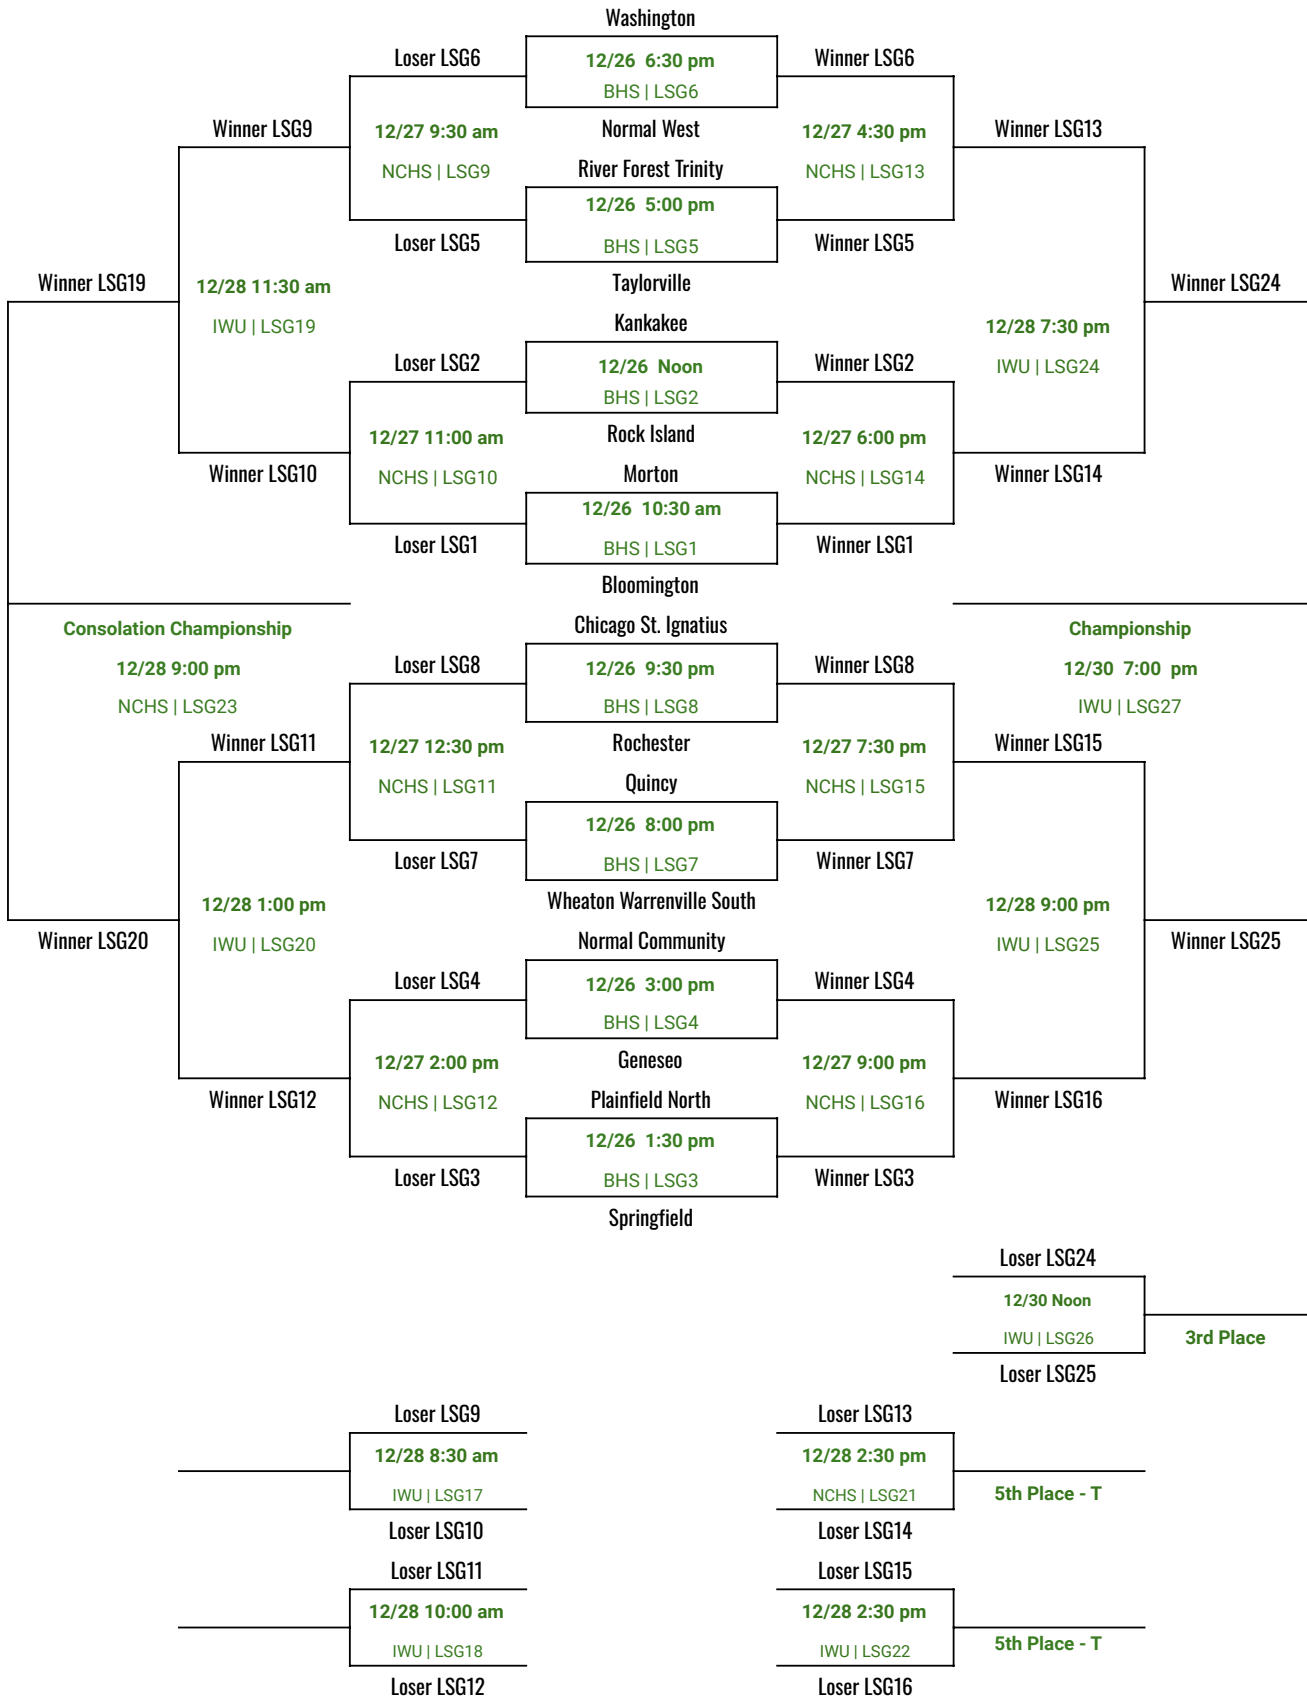 Washington
Loser LSG6
12/26 6:30 pm
Winner LSG6
BHS | LSG6
Winner LSG9
12/27 9:30 am
Normal West
12/27 4:30 pm
Winner LSG13
NCHS | LSG9
River Forest Trinity
NCHS | LSG13
12/26 5:00 pm
Loser LSG5
BHS | LSG5
Winner LSG5
Winner LSG19
12/28 11:30 am
Taylorville
Winner LSG24
IWU | LSG19
Kankakee
12/28 7:30 pm
Loser LSG2
12/26 Noon
Winner LSG2
IWU | LSG24
BHS | LSG2
12/27 11:00 am
Rock Island
12/27 6:00 pm
Winner LSG10
NCHS | LSG10
Morton
NCHS | LSG14
Winner LSG14
12/26 10:30 am
Loser LSG1
BHS | LSG1
Winner LSG1
Bloomington
Consolation Championship
Chicago St. Ignatius
Championship
12/28 9:00 pm
Loser LSG8
12/26 9:30 pm
Winner LSG8
12/30 7:00 pm
NCHS | LSG23
BHS | LSG8
IWU | LSG27
Winner LSG11
12/27 12:30 pm
Rochester
12/27 7:30 pm
Winner LSG15
NCHS | LSG11
Quincy
NCHS | LSG15
12/26 8:00 pm
Loser LSG7
BHS | LSG7
Winner LSG7
12/28 1:00 pm
Wheaton Warrenville South
12/28 9:00 pm
Winner LSG20
IWU | LSG20
Normal Community
IWU | LSG25
Winner LSG25
Loser LSG4
12/26 3:00 pm
Winner LSG4
BHS | LSG4
12/27 2:00 pm
Geneseo
12/27 9:00 pm
Winner LSG12
NCHS | LSG12
Plainfield North
NCHS | LSG16
Winner LSG16
12/26 1:30 pm
Loser LSG3
BHS | LSG3
Winner LSG3
Springfield
Loser LSG24
12/30 Noon
IWU | LSG26
3rd Place
Loser LSG25
Loser LSG9
Loser LSG13
12/28 8:30 am
12/28 2:30 pm
IWU | LSG17
NCHS | LSG21
5th Place - T
Loser LSG10
Loser LSG14
Loser LSG11
Loser LSG15
12/28 10:00 am
12/28 2:30 pm
IWU | LSG18
IWU | LSG22
5th Place - T
Loser LSG12
Loser LSG16